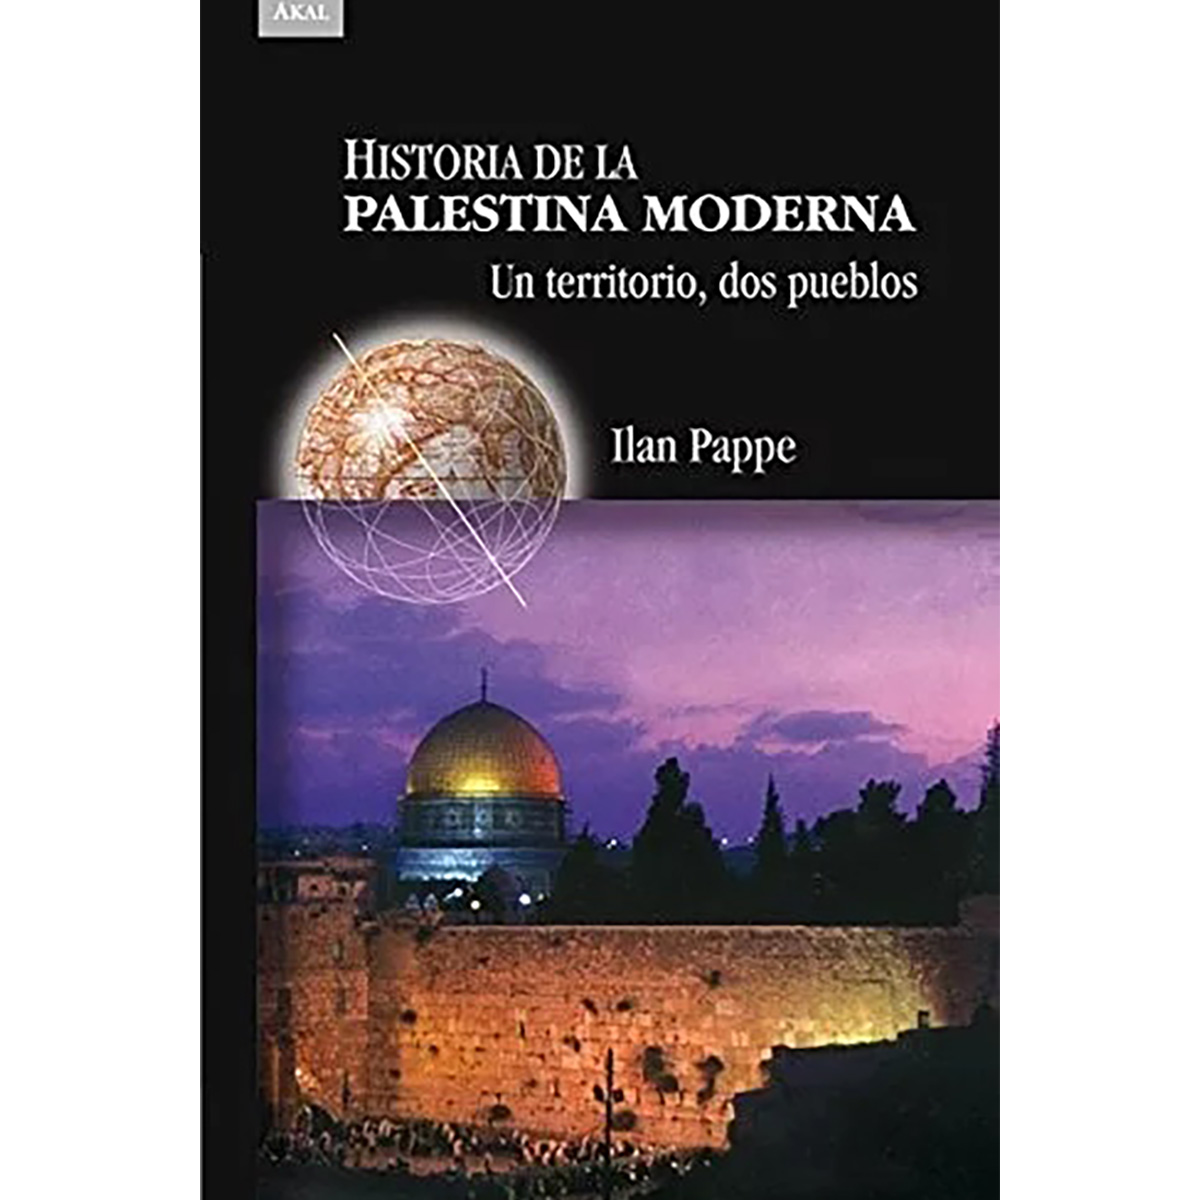 AKAL
HISTORIA DE LA
PALESTINA MODERNA
Un territorio, dos pueblos
Ilan Pappe